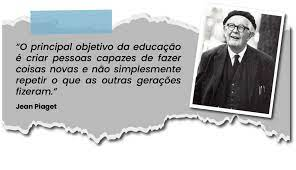 “O principal objetivo da educação
é criar pessoas capazes de fazer
coisas novas e não simplesmente
repetir o que as outras gerações
fizeram.”
Jean Piaget